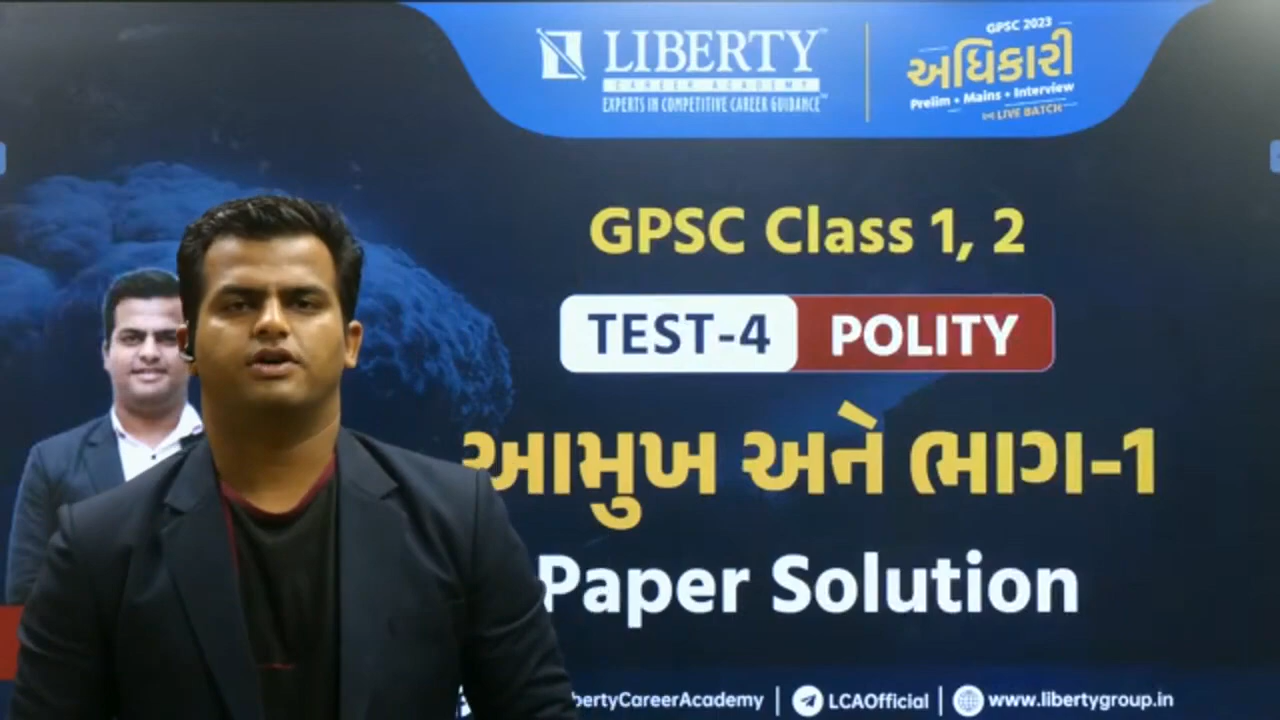 LIBERTY
CAREER ACADEMY
EXPERTS IN COMPETITIVE CAREER GUIDANCE
GPSC 2023
અધિકારી
Prelim • Mains • Interview
ની LIVE BATCH
GPSC Class 1, 2
TEST-4 POLITY
આમુખ અને ભાગ-1
Paper Solution
bertyCareerAcademy | LCAOfficial | www.libertygroup.in